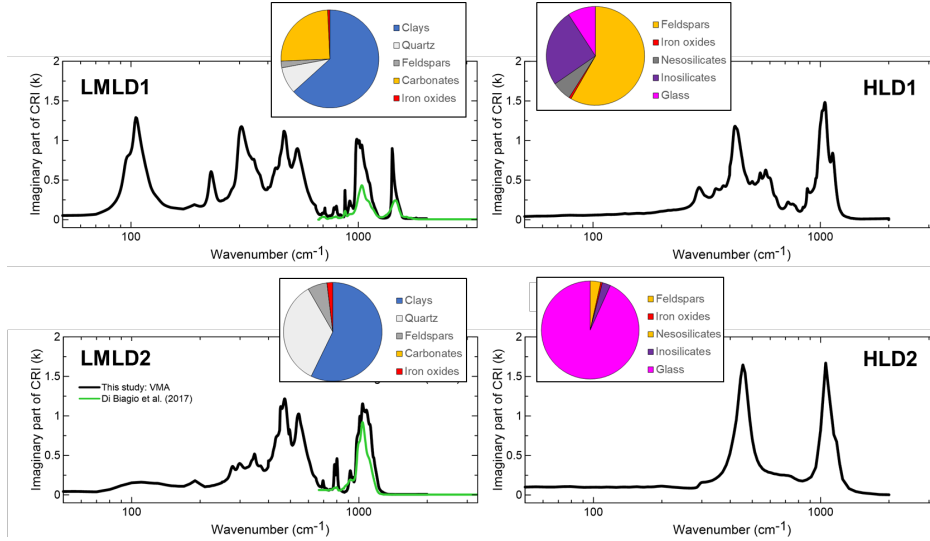 Clays
Quartz
Feldspars
Carbonates
Iron oxides
Feldspars
Iron oxides
Nesosilicates
Inosilicates
Glass
LMLD1
HLD1
Imaginary part of CRI (k)
2
1.5
1
0.5
0
100
1000
Wavenumber (cm-1)
Imaginary part of CRI (k)
2
1.5
1
0.5
0
100
1000
Wavenumber (cm-1)
Clays
Quartz
Feldspars
Carbonates
Iron oxides
Feldspars
Iron oxides
Nesosilicates
Inosilicates
Glass
LMLD2
HLD2
This study: VMA
Di Biagio et al. (2017)
Imaginary part of CRI (k)
2
1.5
1
0.5
0
100
1000
Wavenumber (cm-1)
Imaginary part of CRI (k)
2
1.5
1
0.5
0
100
1000
Wavenumber (cm-1)